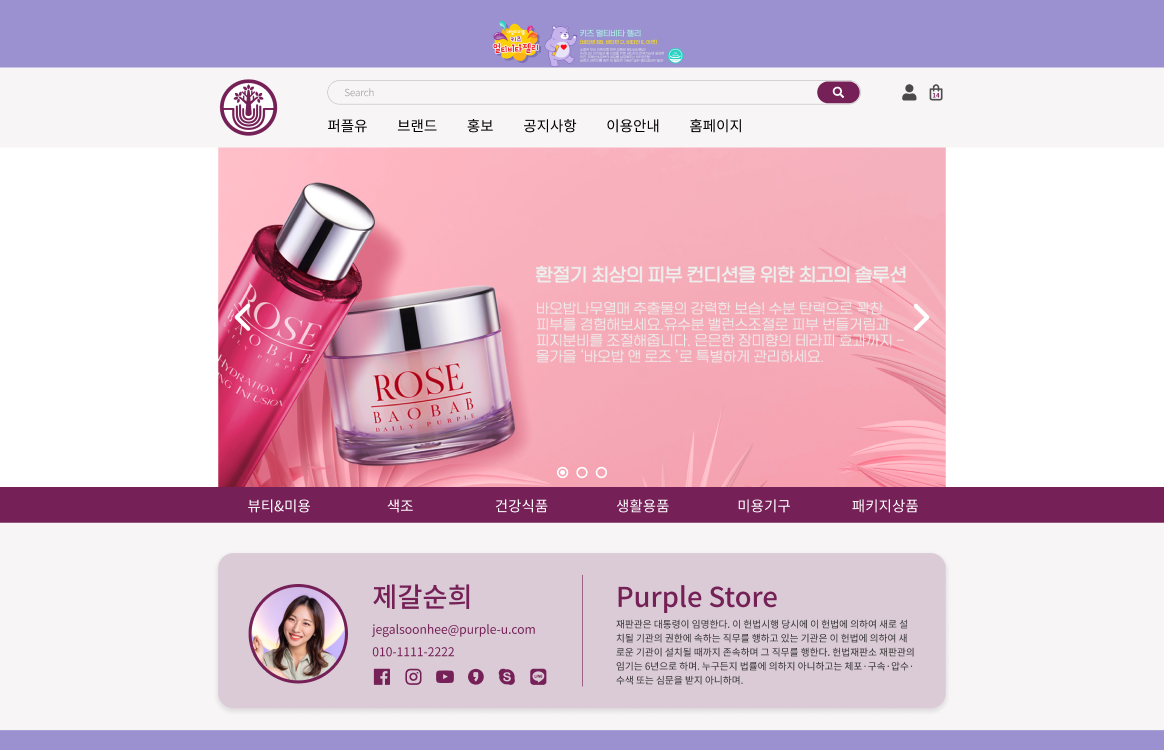 키즈
멀티비타젤리
키즈 멀티비타 젤리
Search
14
퍼플유 브랜드 홍보 공지사항 이용안내 홈페이지
환절기 최상의 피부 컨디션을 위한 최고의 솔루션
바오밥나무열매 추출물의 강력한 보습! 수분 탄력으로 꽉찬
피부를 경험해보세요.유수분 밸런스조절로 피부 번들거림과
피지분비를 조절해줍니다. 은은한 장미향의 테라피 효과까지 -
올가을 ‘바오밥 앤 로즈 ’로 특별하게 관리하세요.
ROSE
BAOBAB
HYDRATION
INFUSION
ROSE
BAOBAB
DAILY PURPLE
뷰티&미용 색조 건강식품 생활용품 미용기구 패키지상품
제갈순희
jegalsoonhee@purple-u.com
010-1111-2222
LINE
Purple Store
재판관은 대통령이 임명한다. 이 헌법시행 당시에 이 헌법에 의하여 새로 설
치될 기관의 권한에 속하는 직무를 행하고 있는 기관은 이 헌법에 의하여 새
로운 기관이 설치될 때까지 존속하며 그 직무를 행한다. 헌법재판소 재판관의
임기는 6년으로 하며. 누구든지 법률에 의하지 아니하고는 체포·구속·압수·
수색 또는 심문을 받지 아니하며.